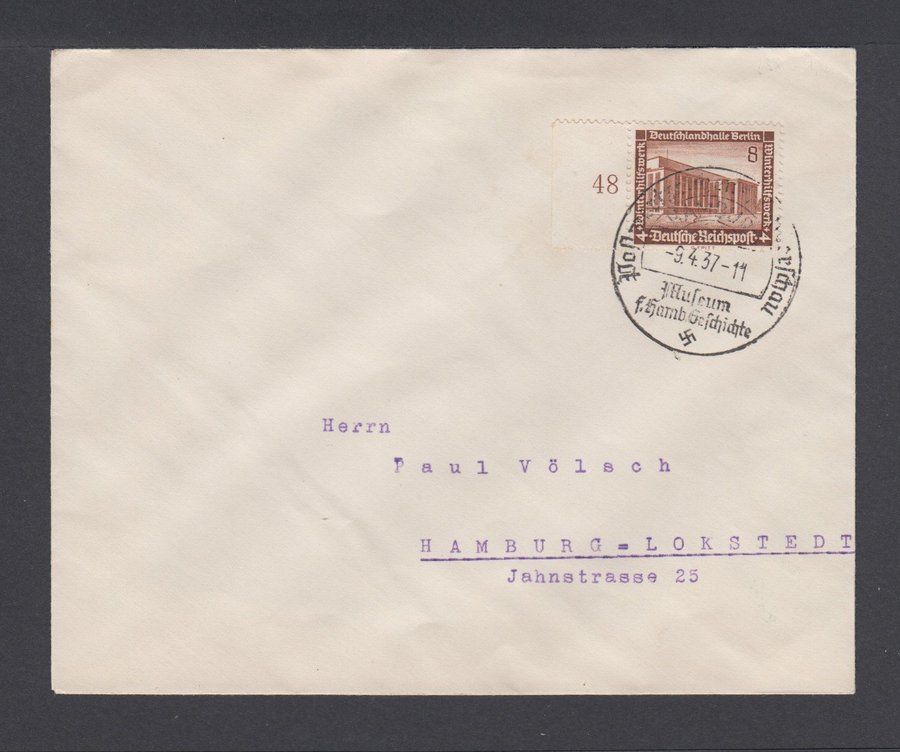 Deutschlandhalle Berlin
8
Winterhilfswerk
Winterhilfswerk
48
4 Deutsche Reichspost 4
-9.4.37-11
Museum
f. Hamb Geschichte
Herrn
Paul Völsch
HAMBURG=LOKSTEDT
Jahnstrasse 25